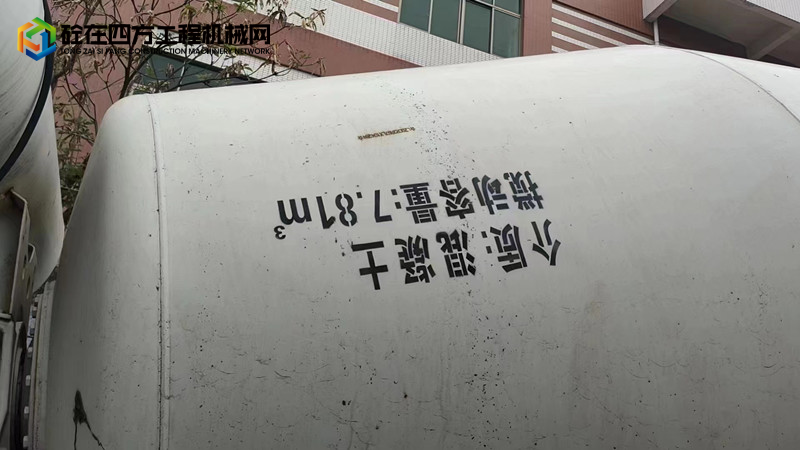 砼在四方工程机械网
TONG ZAI SI FANG CONSTRUCTION MACHINERY NETWORK
介质:混凝土
搅动容量:7.81m³